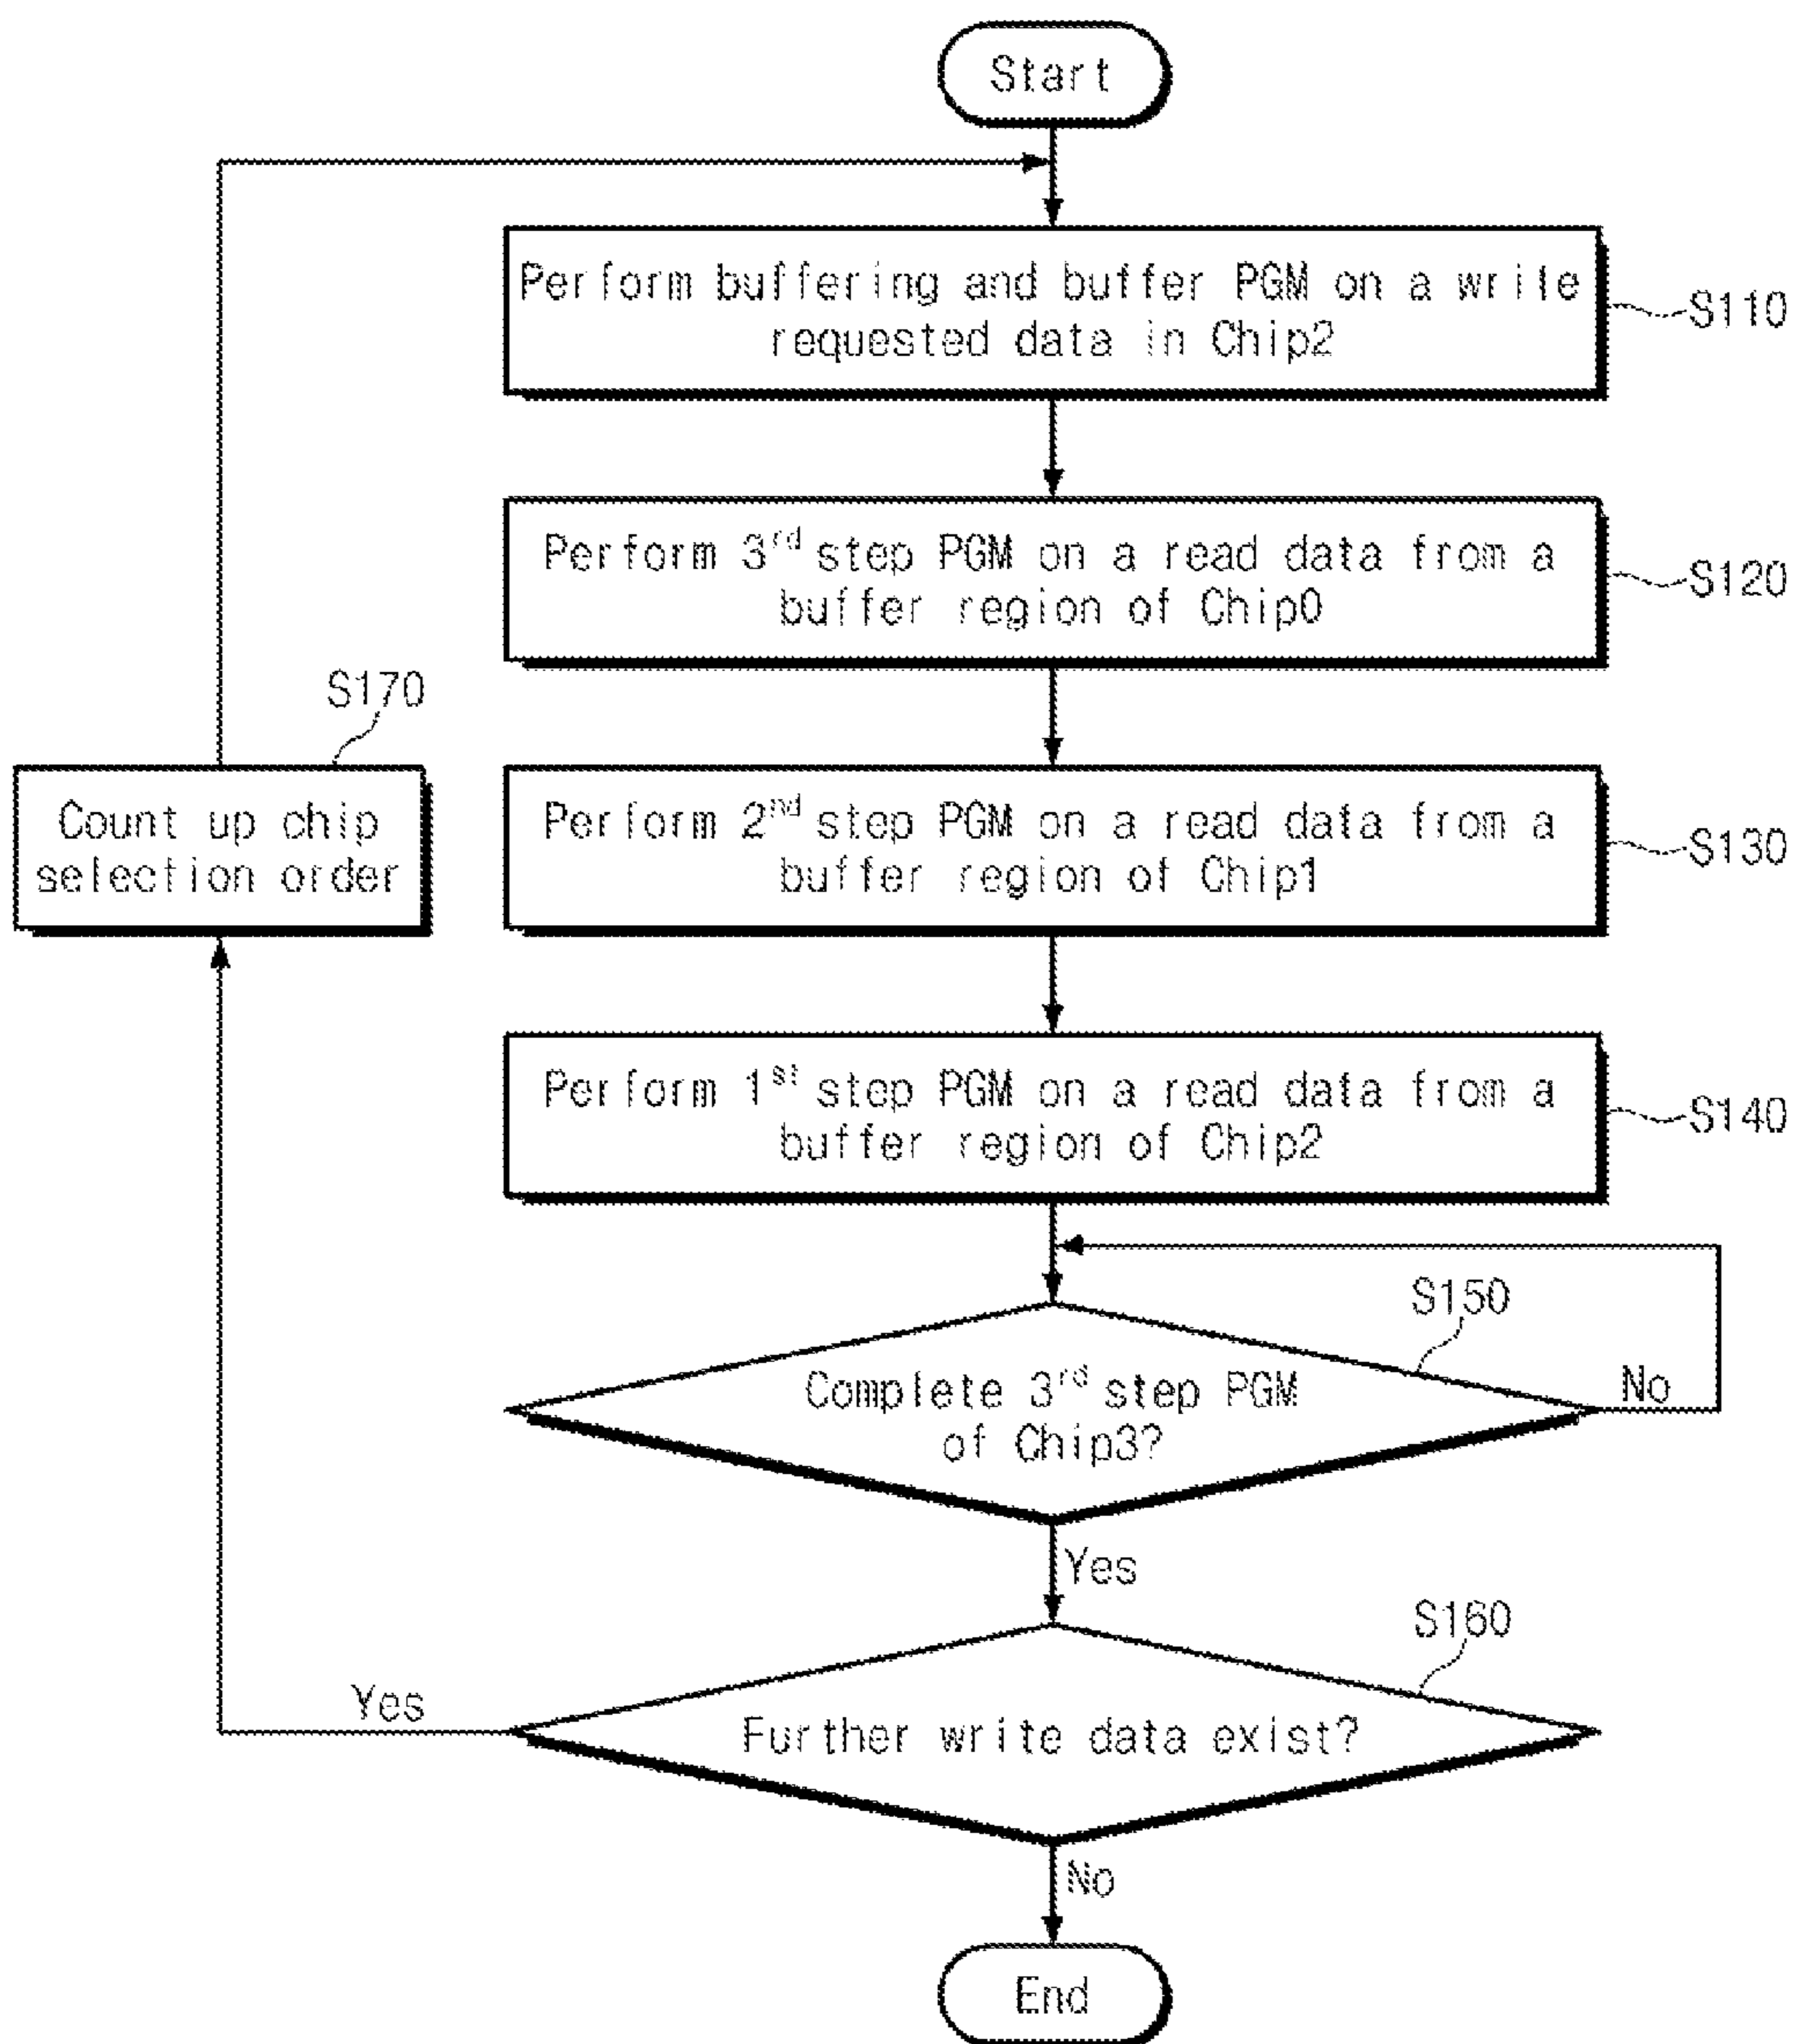 Start
Perform buffering and buffer PGM on a write
requested data in Chip2
S110
Perform 3rd step PGM on a read data from a
buffer region of Chip0
S120
S170
Count up chip
selection order
Perform 2nd step PGM on a read data from a
buffer region of Chip1
S130
Perform 1st step PGM on a read data from a
buffer region of Chip2
S140
S150
Complete 3rd step PGM
of Chip3?
No
Yes
S160
Yes
Further write data exist?
No
End